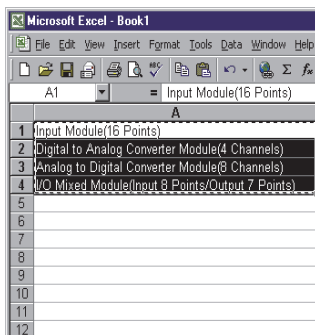 Microsoft Excel - Book1
File Edit View Insert Format Tools Data Window Help
Σ fx
A1 = Input Module(16 Points)
A
1 Input Module(16 Points)
2 Digital to Analog Converter Module(4 Channels)
3 Analog to Digital Converter Module(8 Channels)
4 I/O Mixed Module(Input 8 Points/Output 7 Points)
5
6
7
8
9
10
11
12